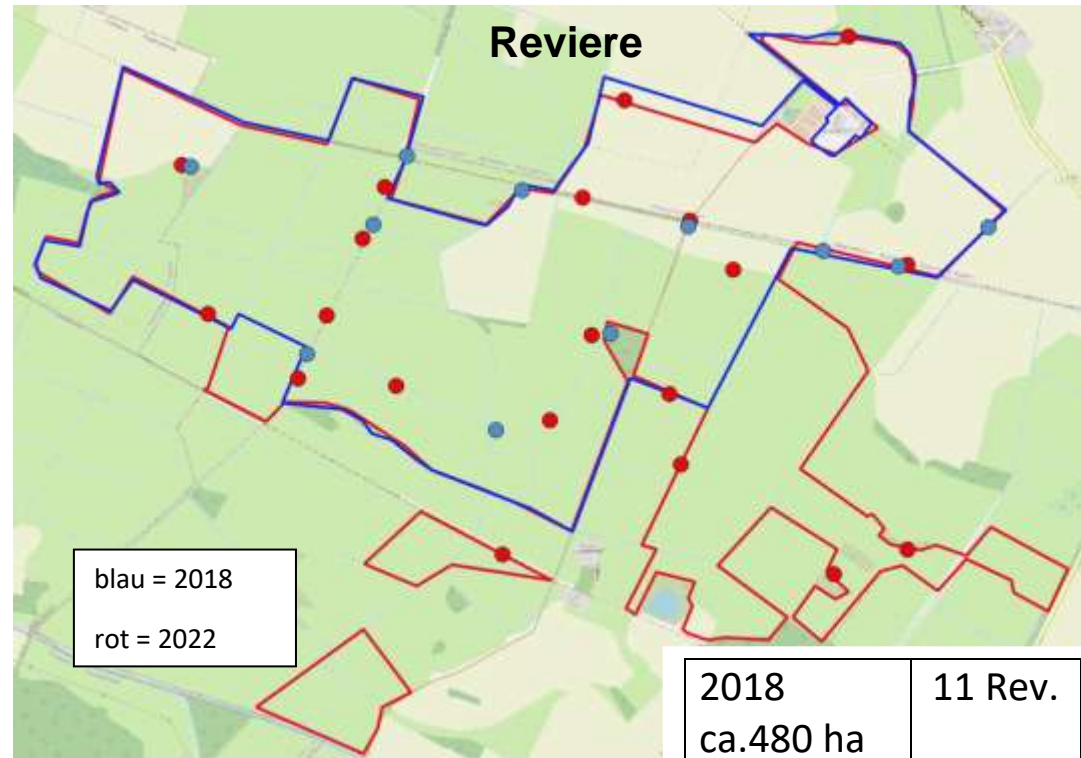 Reviere
blau = 2018
rot = 2022
2018
ca.480 ha
11 Rev.